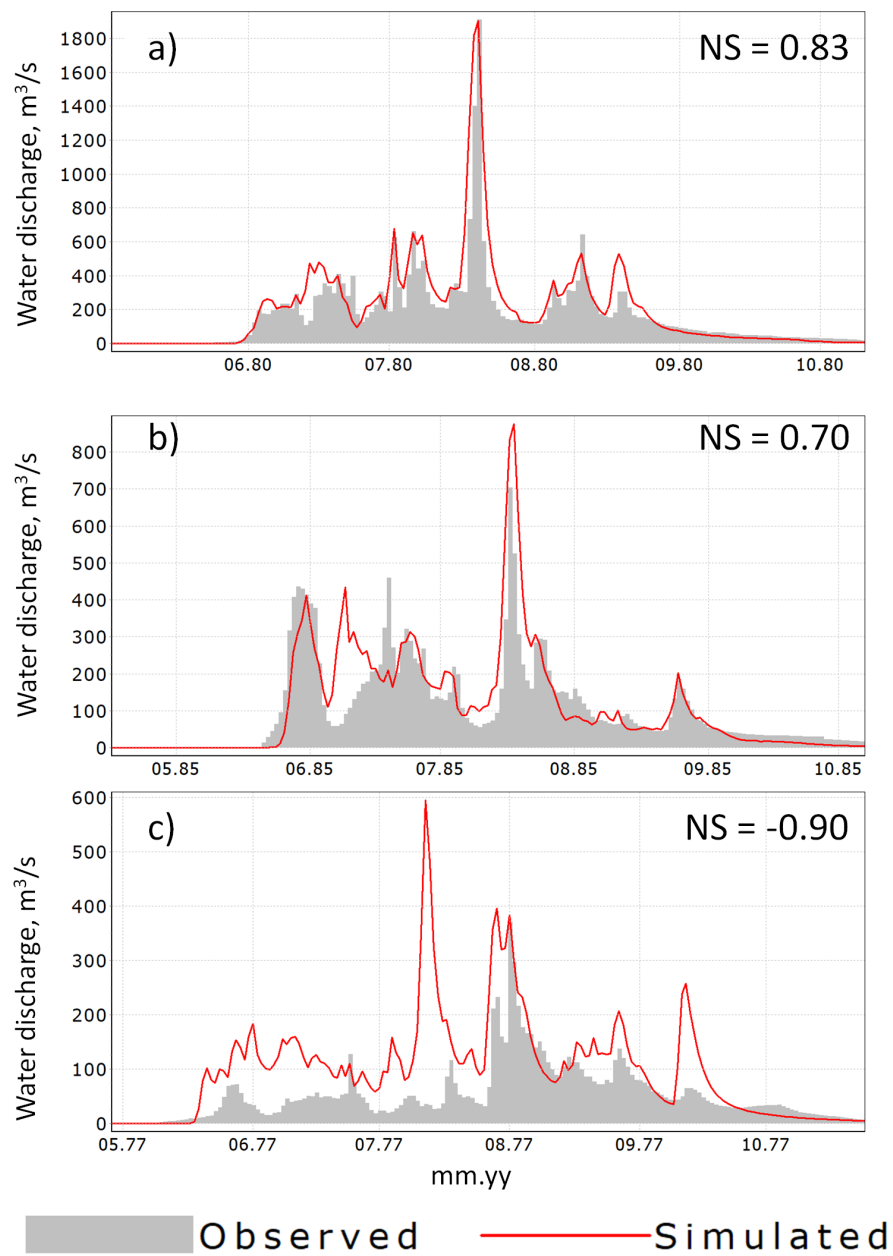 a)
NS = 0.83
Water discharge, m³/s
1800
1600
1400
1200
1000
800
600
400
200
0
06.80 07.80 08.80 09.80 10.80
b)
NS = 0.70
Water discharge, m³/s
800
700
600
500
400
300
200
100
0
05.85 06.85 07.85 08.85 09.85 10.85
c)
NS = -0.90
Water discharge, m³/s
600
500
400
300
200
100
0
05.77 06.77 07.77 08.77 09.77 10.77
mm.yy
Observed Simulated